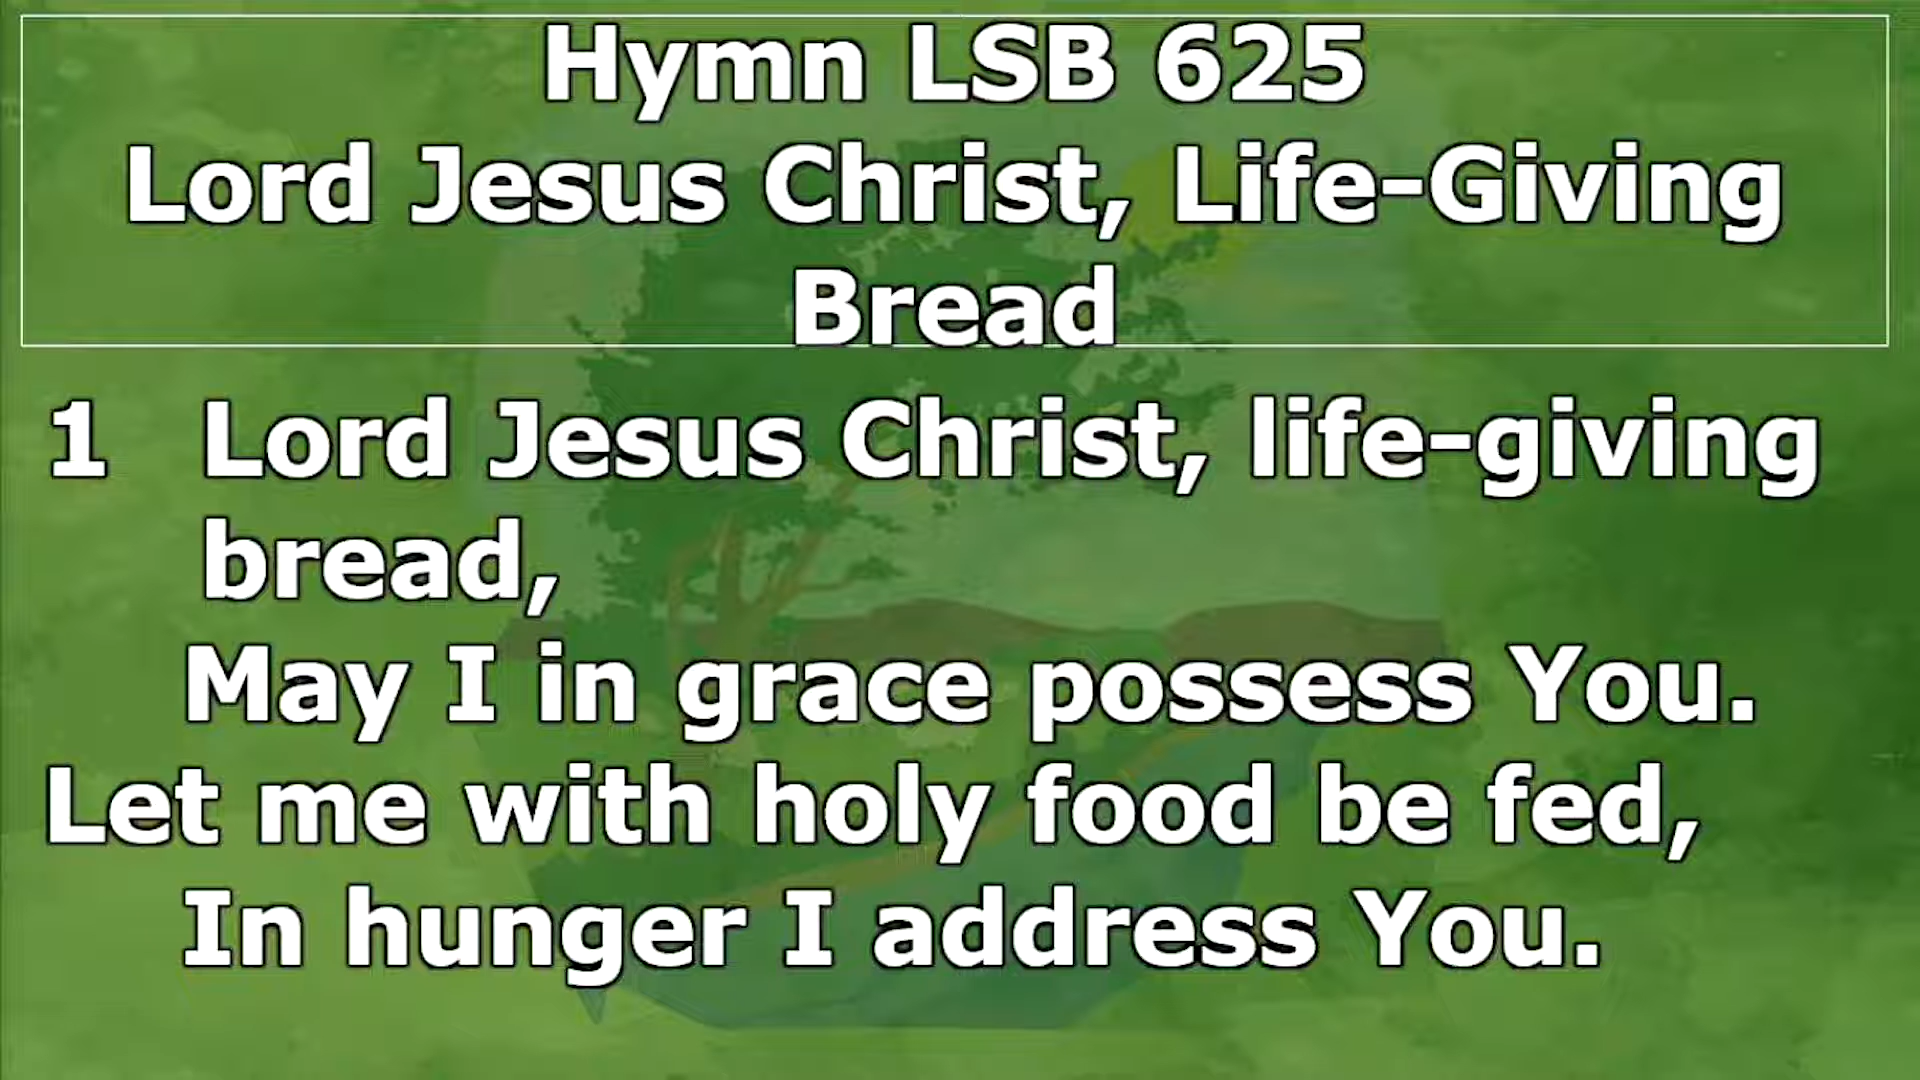 Hymn LSB 625
Lord Jesus Christ, Life-Giving
Bread
1 Lord Jesus Christ, life-giving
bread,
May I in grace possess You.
Let me with holy food be fed,
In hunger I address You.